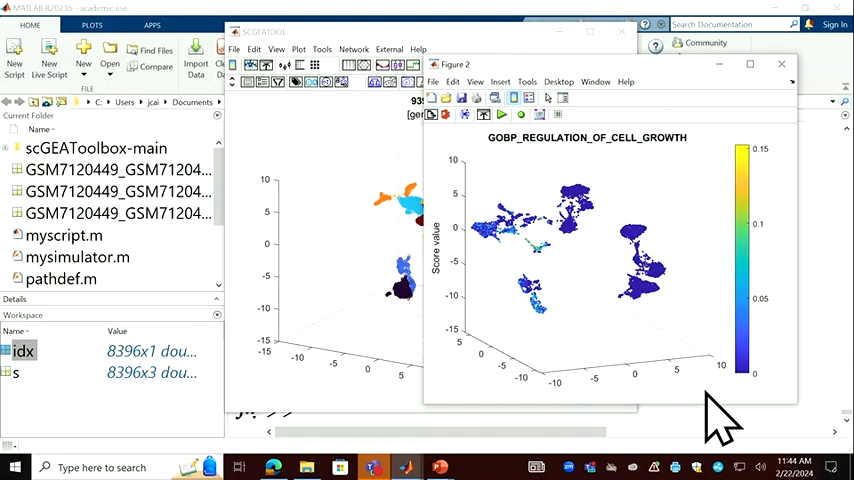 MATLAB R2023b - academic use
HOME
PLOTS
APPS
Search Documentation
Sign In
New
Script
New
Live Script
New
Open
Find Files
Compare
Import
Data
FILE
Community
C:
Users
jcai
Documents
Name
scGEAToolbox-main
GSM7120449_GSM71204...
GSM7120449_GSM71204...
GSM7120449_GSM71204...
myscript.m
mysimulator.m
pathdef.m
Details
Workspace
Name
Value
idx
8396x1 dou...
s
8396x3 dou...
SCGEATOOL
File
Edit
View
Plot
Tools
Network
External
Help
10
5
0
-5
-10
-15
-15
-10
-5
0
5
Figure 2
File
Edit
View
Insert
Tools
Desktop
Window
Help
GOBP_REGULATION_OF_CELL_GROWTH
Score value
10
5
0
-5
-10
-15
5
0
-5
-10
-10
-5
0
5
10
0.15
0.1
0.05
0
Type here to search
11:44 AM
2/22/2024